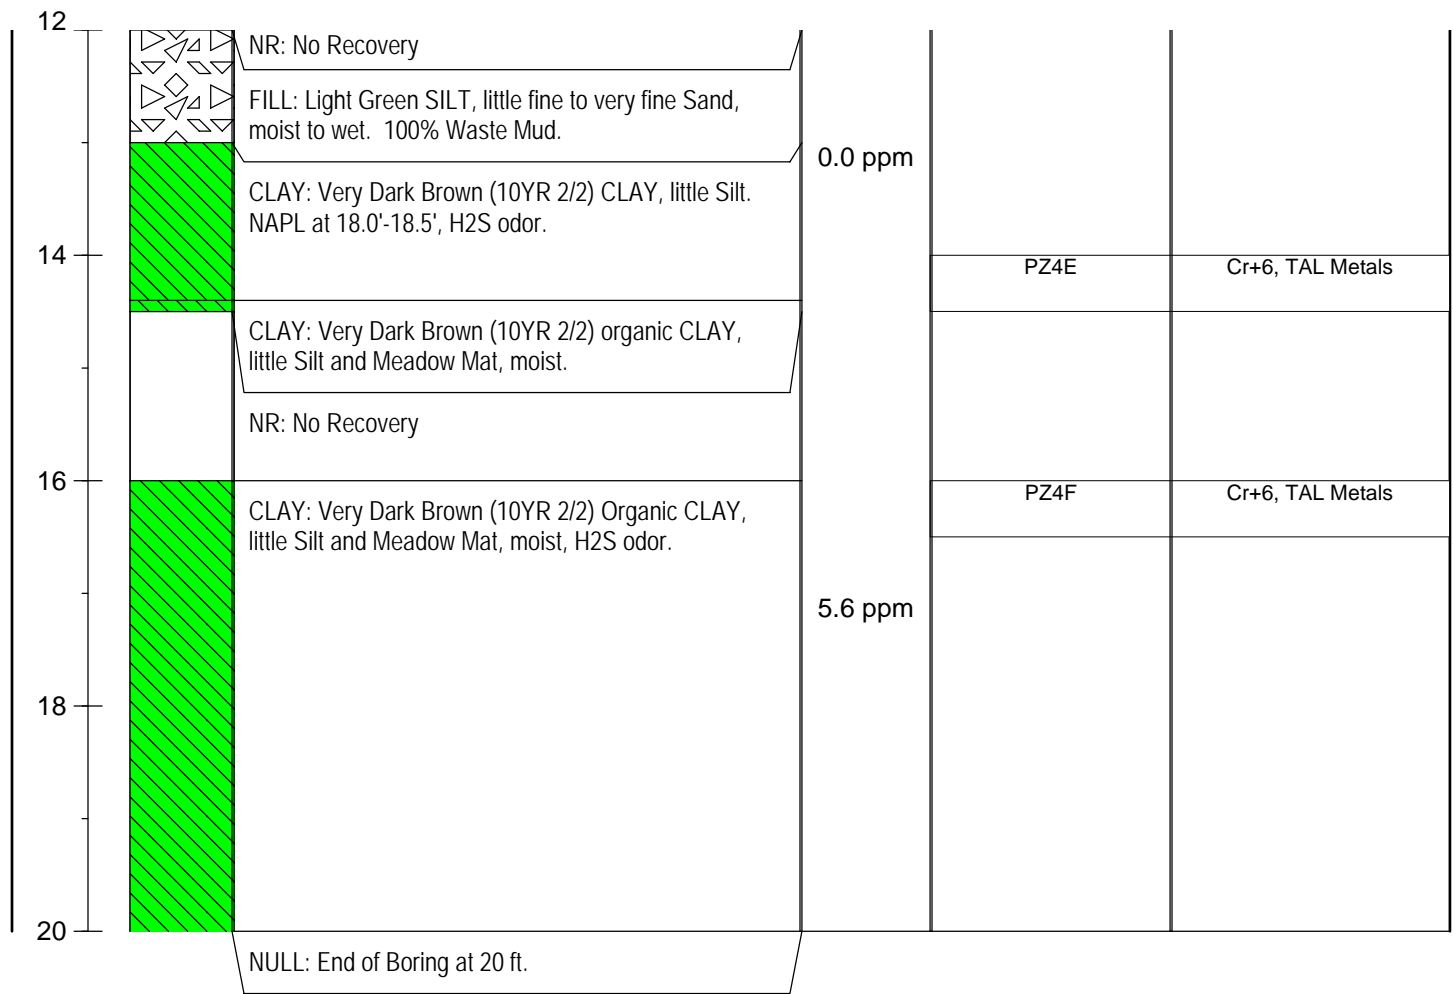 12
NR: No Recovery
FILL: Light Green SILT, little fine to very fine Sand,
moist to wet.  100% Waste Mud.
0.0 ppm
CLAY: Very Dark Brown (10YR 2/2) CLAY, little Silt.
NAPL at 18.0'-18.5', H2S odor.
14
PZ4E
Cr+6, TAL Metals
CLAY: Very Dark Brown (10YR 2/2) organic CLAY,
little Silt and Meadow Mat, moist.
NR: No Recovery
16
PZ4F
Cr+6, TAL Metals
CLAY: Very Dark Brown (10YR 2/2) Organic CLAY,
little Silt and Meadow Mat, moist, H2S odor.
5.6 ppm
18
20
NULL: End of Boring at 20 ft.